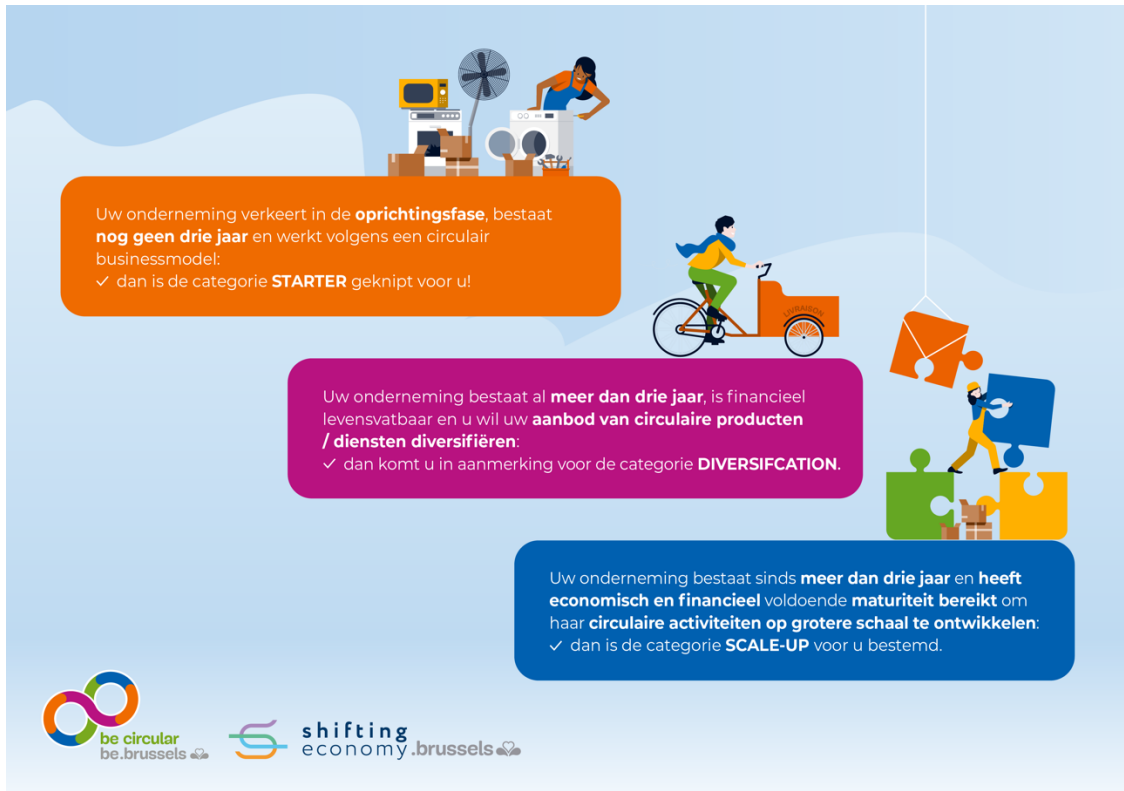 Uw onderneming verkeert in de oprichtingsfase, bestaat
nog geen drie jaar en werkt volgens een circulair
businessmodel:
✓ dan is de categorie STARTER geknipt voor u!
LIVRAISON
Uw onderneming bestaat al meer dan drie jaar, is financieel
levensvatbaar en u wil uw aanbod van circulaire producten
/ diensten diversifiëren:
✓ dan komt u in aanmerking voor de categorie DIVERSIFCATION.
Uw onderneming bestaat sinds meer dan drie jaar en heeft
economisch en financieel voldoende maturiteit bereikt om
haar circulaire activiteiten op grotere schaal te ontwikkelen:
✓ dan is de categorie SCALE-UP voor u bestemd.
be circular
be.brussels
shifting
economy.brussels